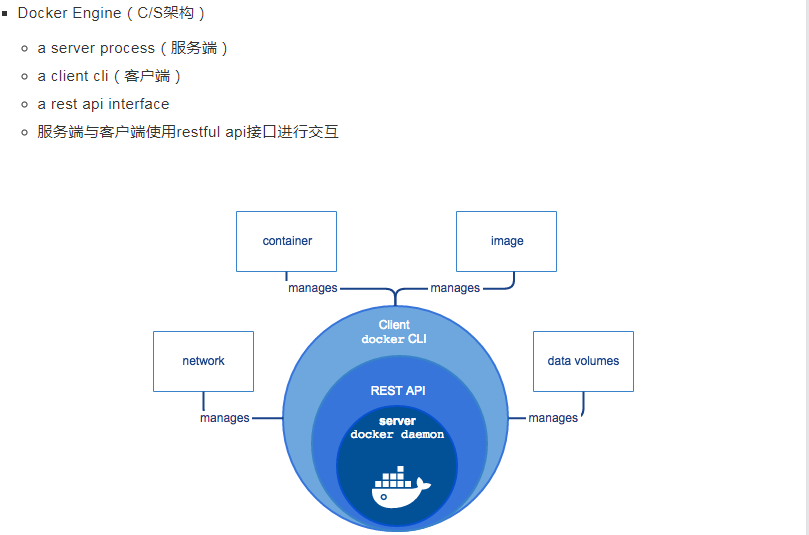 Docker Engine（C/S架构）
a server process（服务端）
a client cli（客户端）
a rest api interface
服务端与客户端使用restful api接口进行交互
container
image
manages
manages
Client
docker CLI
network
data volumes
REST API
manages
manages
server
docker daemon